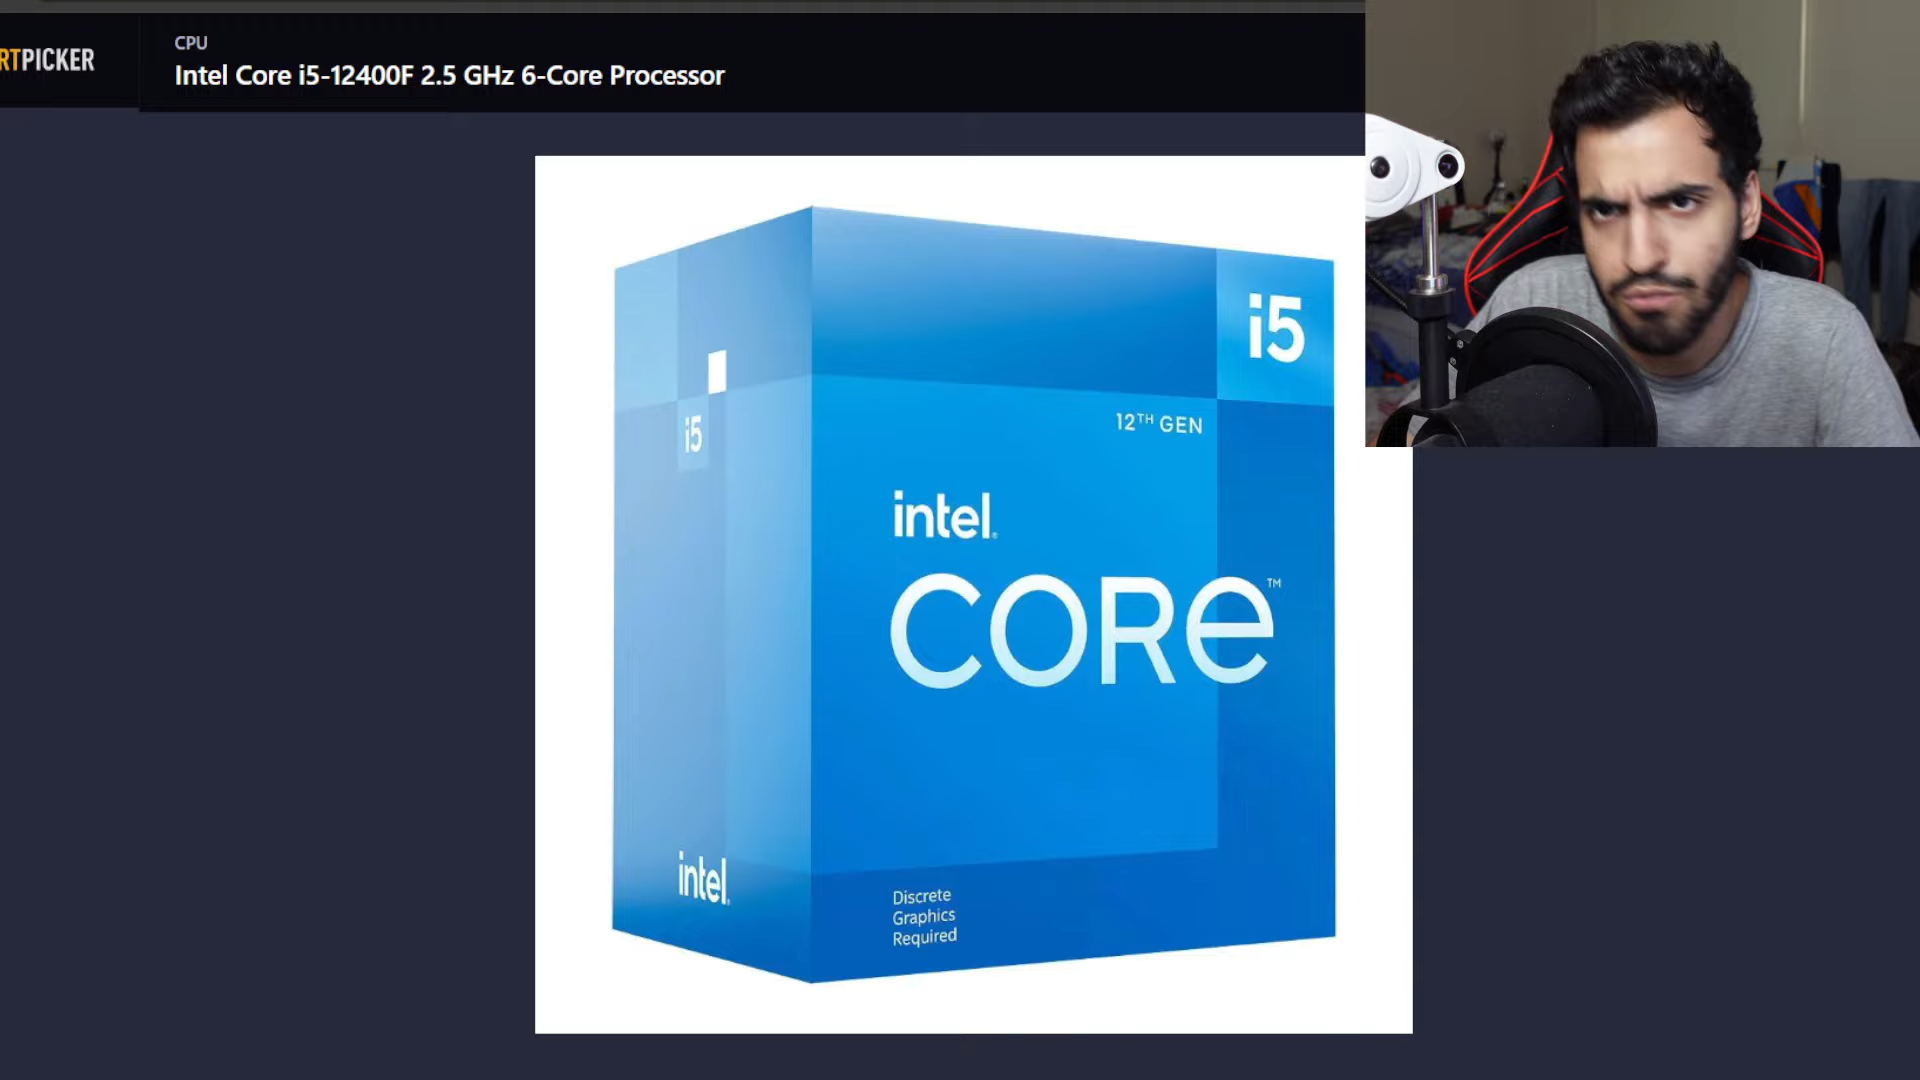 RTPICKER
CPU
Intel Core i5-12400F 2.5 GHz 6-Core Processor
i5
12TH GEN
i5
intel.
CORE™
intel.
Discrete
Graphics
Required